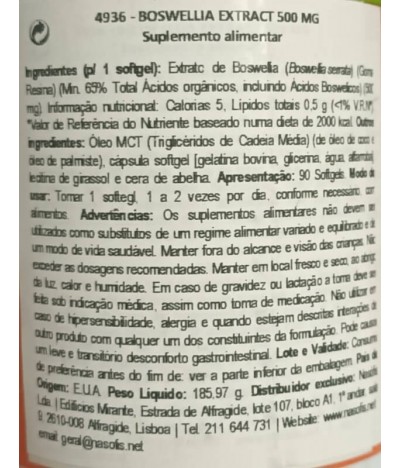 4936 - BOSWELLIA EXTRACT 500 MG
Suplemento alimentar
Ingredientes (p/ 1 softgel): Extrato de Boswellia (Boswellia serrata) (Goma
Resina) (Min. 65% Total Ácidos orgânicos, incluindo Ácidos Boswelicos) (500
mg) Informação nutricional: Calorias 5, Lípidos totais 0,5 g (<1% V.R.N*)
*Valor de Referência do Nutriente baseado numa dieta de 2000 kcal. Outros
ingredientes: Óleo MCT (Triglicéridos de Cadeia Média) (de óleo de coco e
óleo de palmiste), cápsula softgel [gelatina bovina, glicerina, água, alfarroba],
lecitina de girassol e cera de abelha. Apresentação: 90 Softgels. Modo de
usar: Tomar 1 softegl, 1 a 2 vezes por dia, conforme necessário, com
alimentos. Advertências: Os suplementos alimentares não devem ser
utilizados como substitutos de um regime alimentar variado e equilibrado e de
um modo de vida saudável. Manter fora do alcance e visão das crianças. Não
exceder as dosagens recomendadas. Manter em local fresco e seco, ao abrigo
da luz, calor e humidade. Em caso de gravidez ou lactação a toma deve ser
feita sob indicação médica, assim como toma de medicação. Não utilizar em
caso de hipersensibilidade, alergia e quando estejam descritas interações de
outro produto com qualquer um dos constituintes da formulação. Pode causar
um leve e transitório desconforto gastrointestinal. Lote e Validade: Consumir
de preferência antes do fim de: ver a parte inferior da embalagem. País de
Origem: E.U.A Peso Líquido: 185,97 g. Distribuidor exclusivo: Nasofis
Lda. | Edifícios Mirante, Estrada de Alfragide, lote 107, bloco A1, 1º andar, sala
9, 2610-008 Alfragide, Lisboa | Tel. 211 644 731 | Website: www.nasofis.net
email: geral@nasofis.net